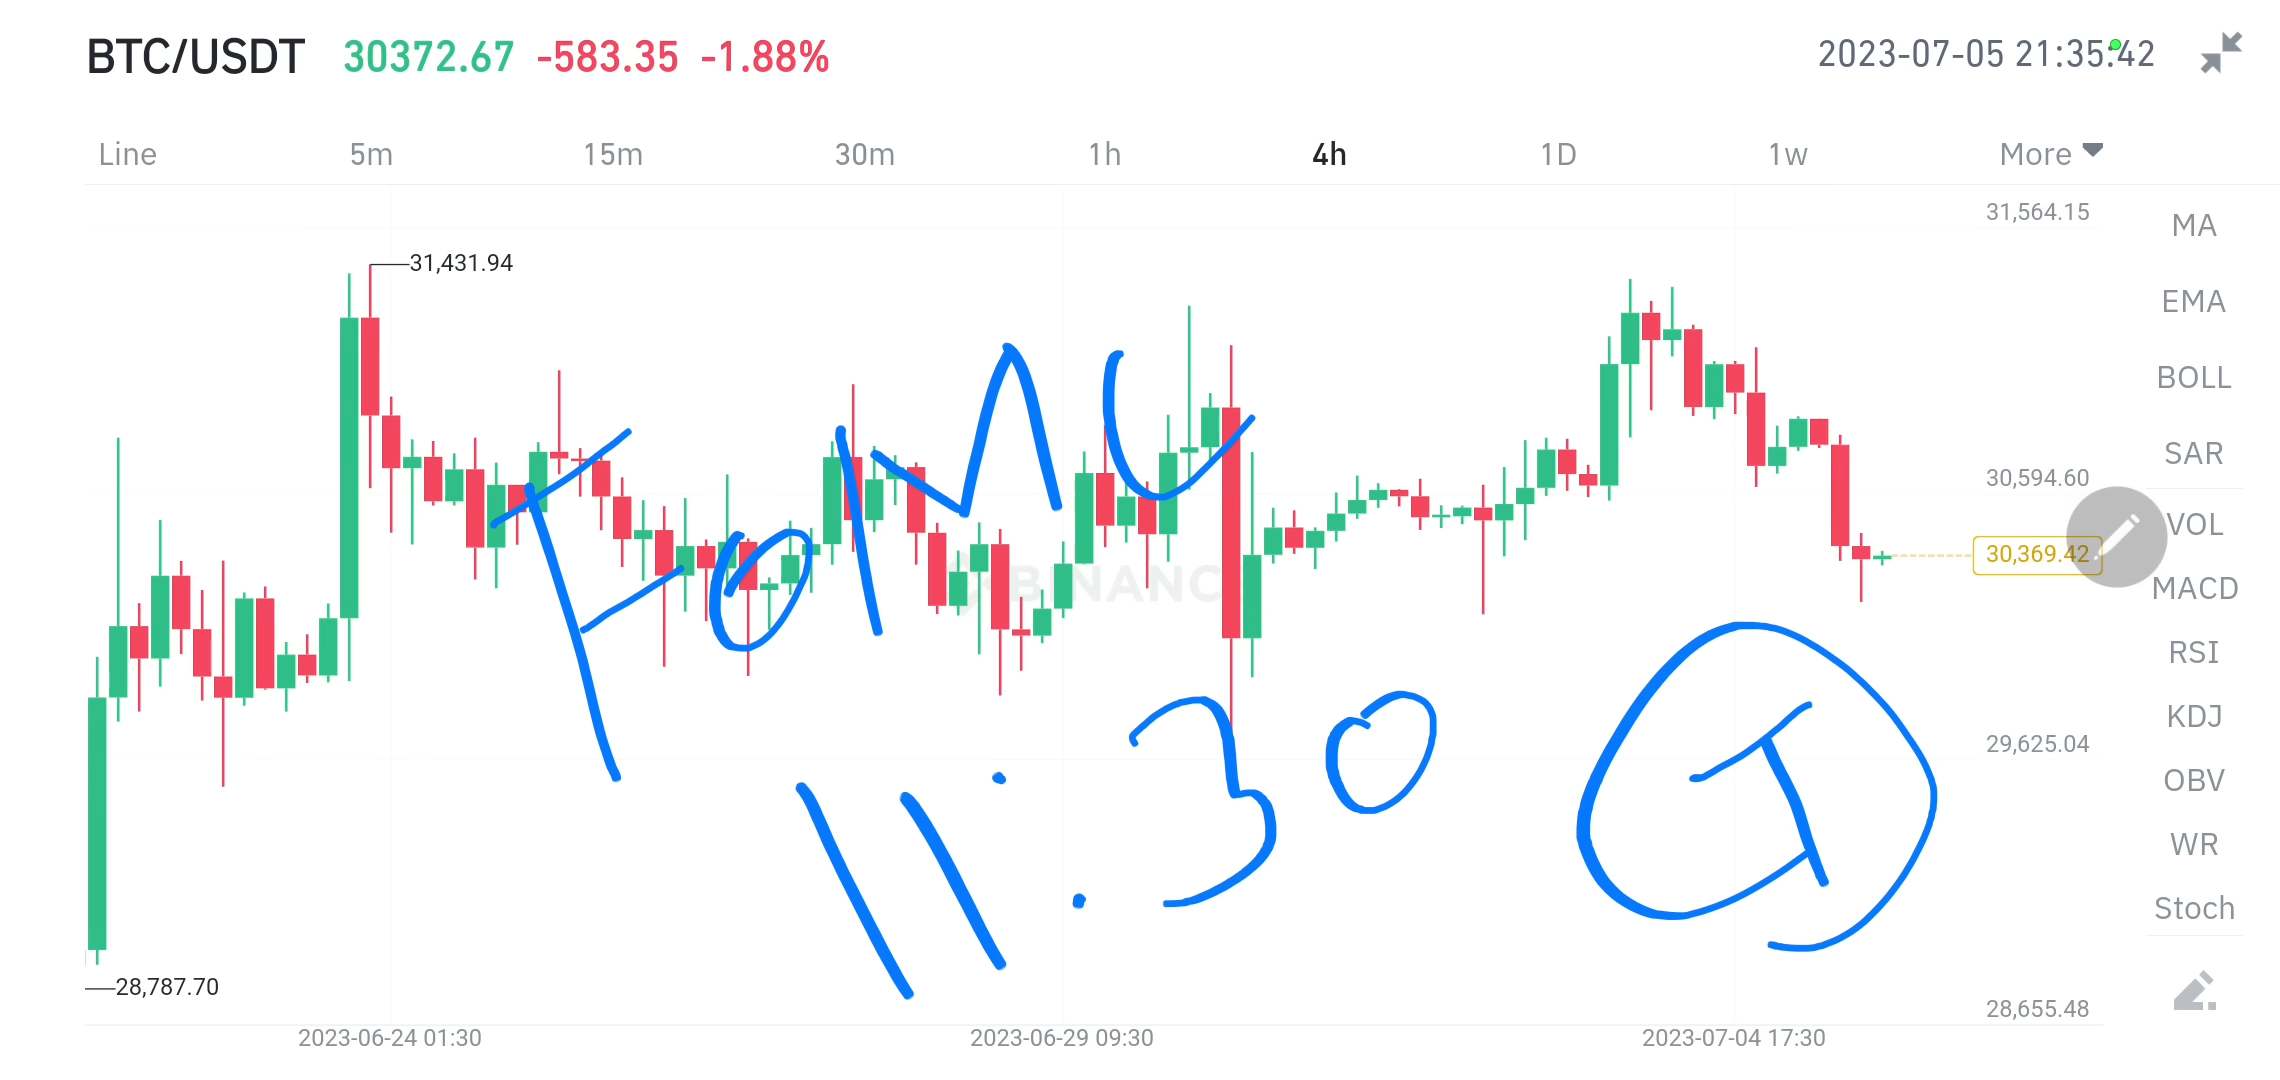 BTC/USDT 30372.67 -583.35 -1.88% 2023-07-05 21:35:42
Line 5m 15m 30m 1h 4h 1D 1w More
31,564.15
MA
31,431.94
EMA
BOLL
SAR
30,594.60
FOMC
VOL
30,369.42
BINANC
MACD
RSI
KDJ
29,625.04
11:30
OBV
WR
Stoch
28,787.70
28,655.48
2023-06-24 01:30 2023-06-29 09:30 2023-07-04 17:30